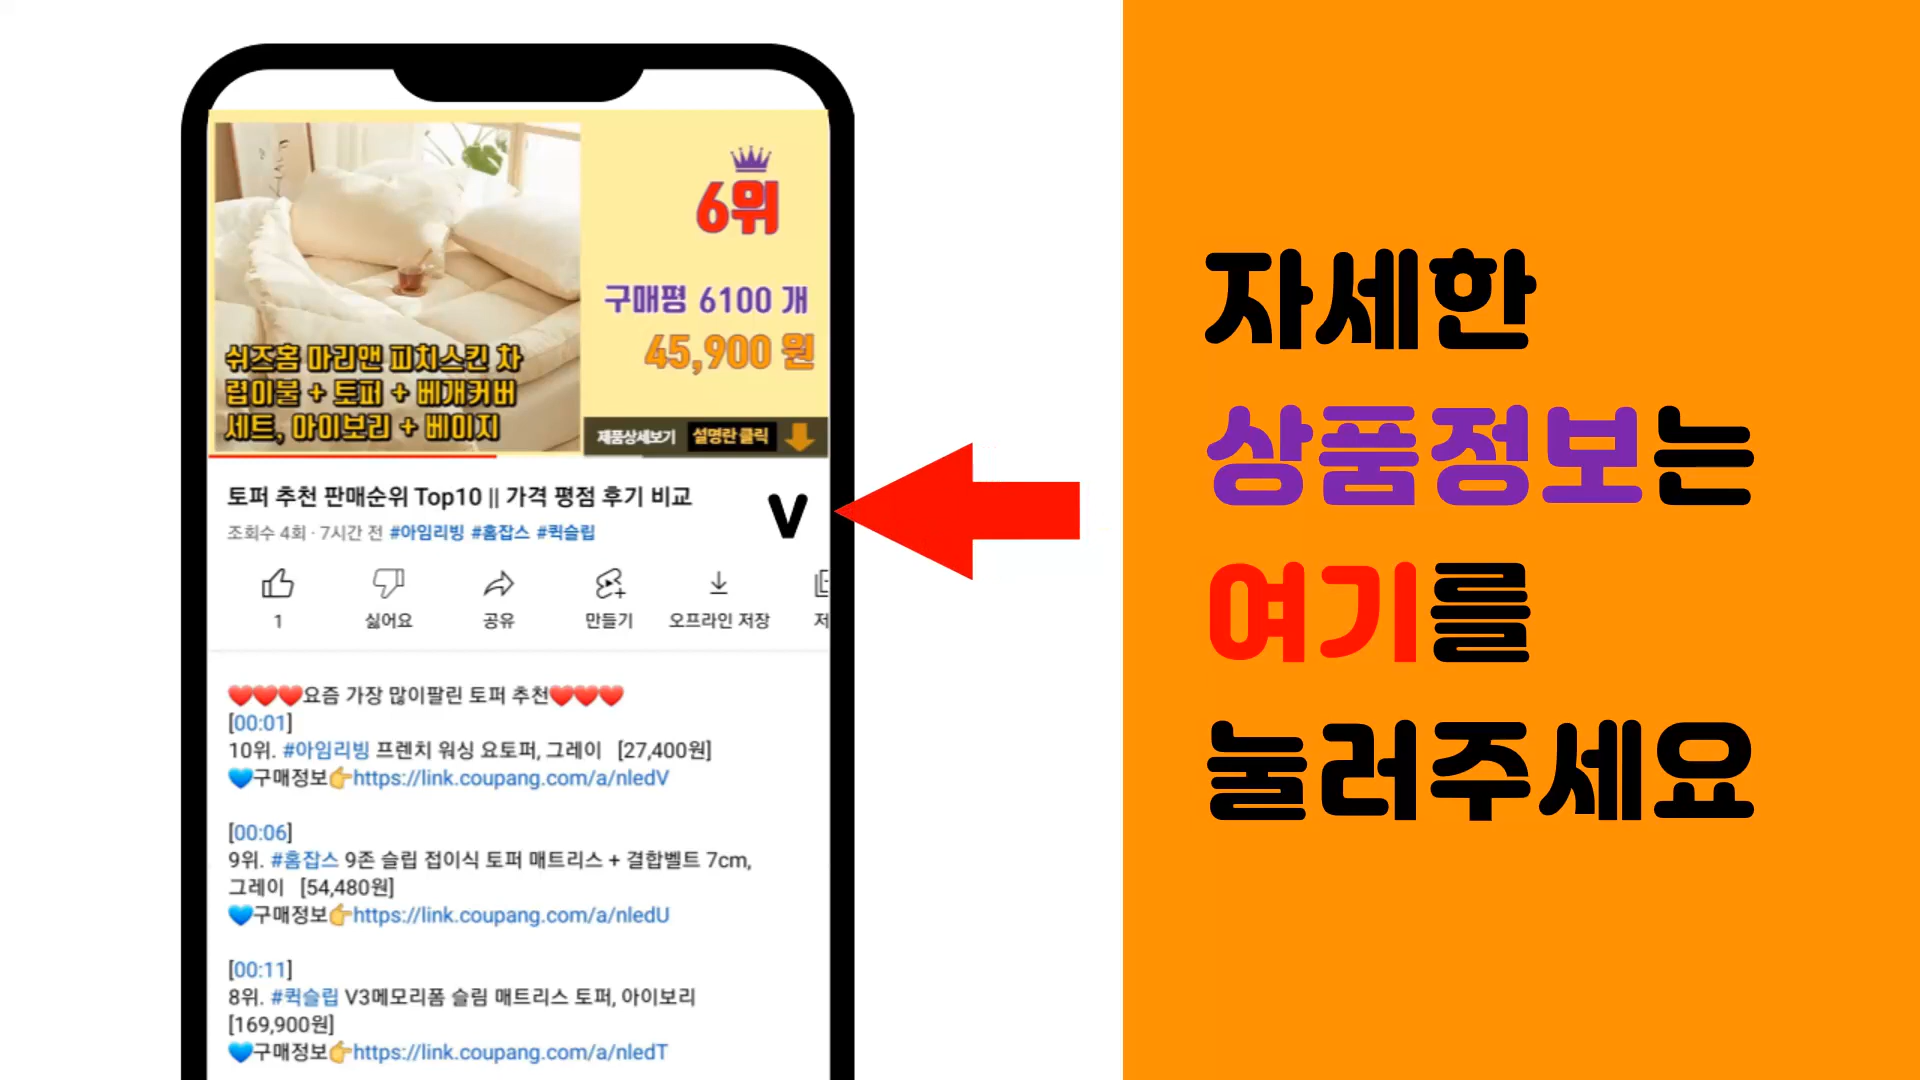 6위
구매평 6100 개
45,900 원
쉬즈홈 마리앤 피치스킨 차
렵이불 + 토퍼 + 베개커버
세트, 아이보리 + 베이지
제품상세보기 설명란 클릭
토퍼 추천 판매순위 Top10 || 가격 평점 후기 비교
조회수 4회 · 7시간 전 #아임리빙 #홈잡스 #퀵슬립
V
1 싫어요 공유 만들기 오프라인 저장 저
❤️❤️❤️요즘 가장 많이팔린 토퍼 추천❤️❤️❤️
[00:01]
10위. #아임리빙 프렌치 워싱 요토퍼, 그레이 [27,400원]
💙구매정보👉https://link.coupang.com/a/nledV
[00:06]
9위. #홈잡스 9존 슬립 접이식 토퍼 매트리스 + 결합벨트 7cm,
그레이 [54,480원]
💙구매정보👉https://link.coupang.com/a/nledU
[00:11]
8위. #퀵슬립 V3메모리폼 슬림 매트리스 토퍼, 아이보리
[169,900원]
💙구매정보👉https://link.coupang.com/a/nledT
자세한
상품정보는
여기를
눌러주세요